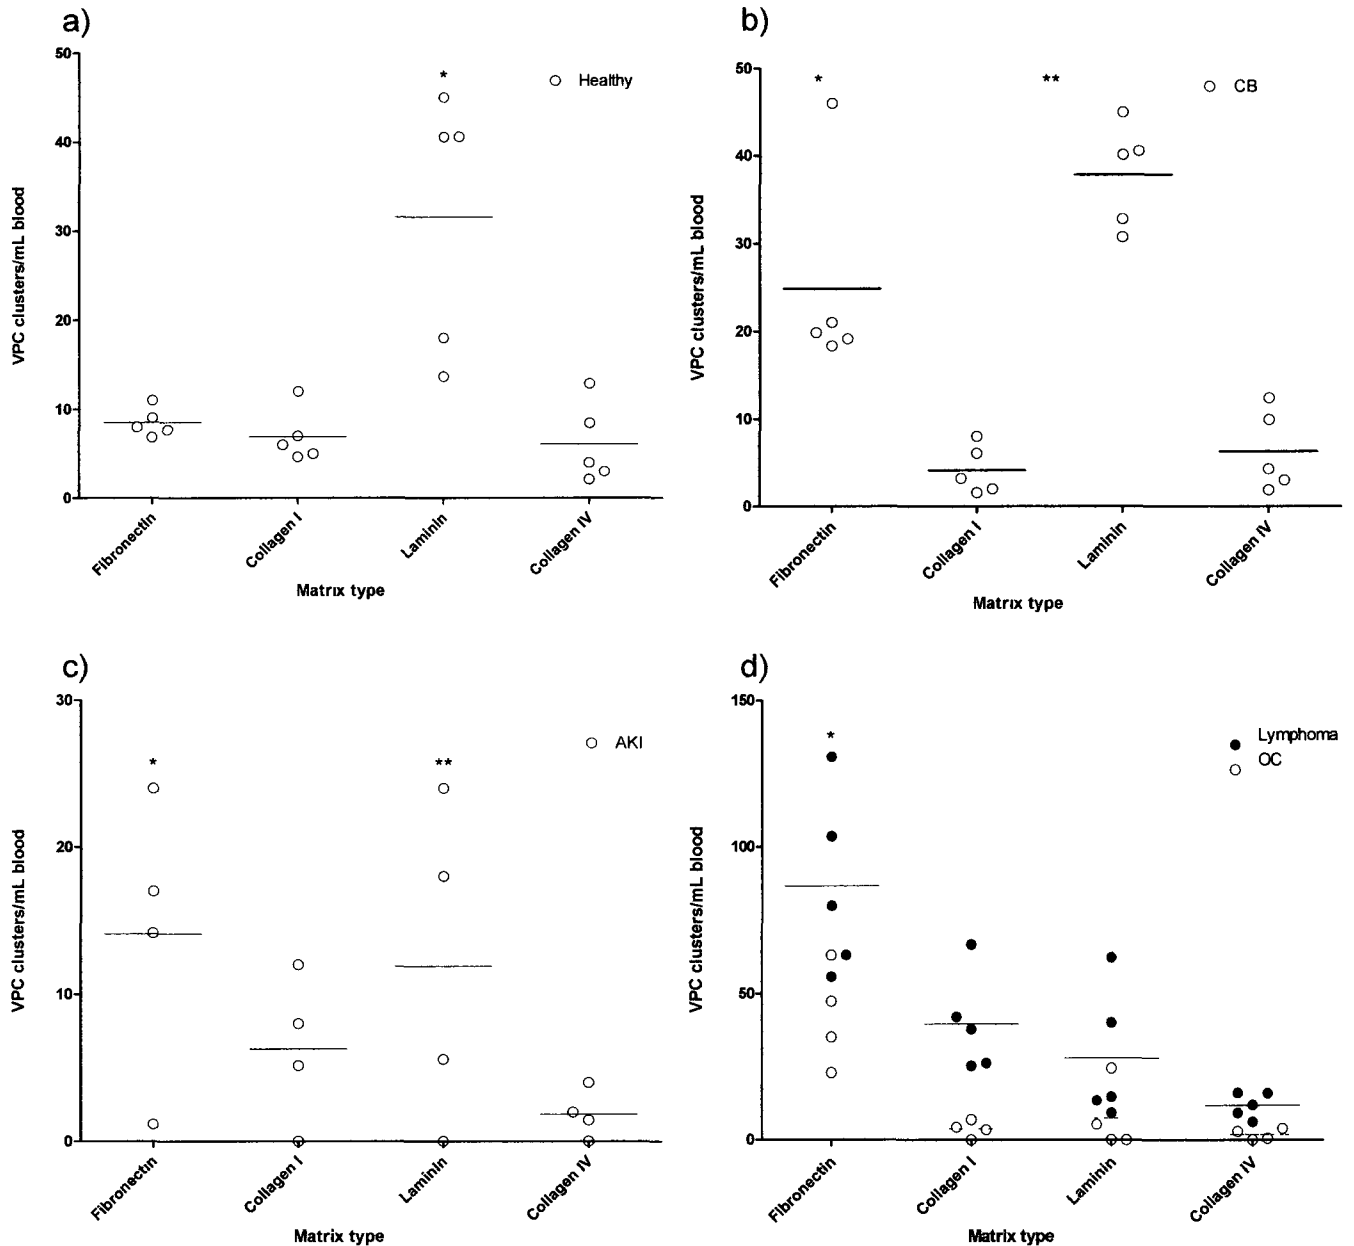 a)
50
40
30
20
10
0
VPC clusters/mL blood
*
Healthy
Fibronectin
Collagen I
Laminin
Collagen IV
Matrix type
b)
50
40
30
20
10
0
VPC clusters/mL blood
*
**
CB
Fibronectin
Collagen I
Laminin
Collagen IV
Matrix type
c)
30
20
10
0
VPC clusters/mL blood
*
**
AKI
Fibronectin
Collagen I
Laminin
Collagen IV
Matrix type
d)
150
100
50
0
VPC clusters/mL blood
*
Lymphoma
OC
Fibronectin
Collagen I
Laminin
Collagen IV
Matrix type